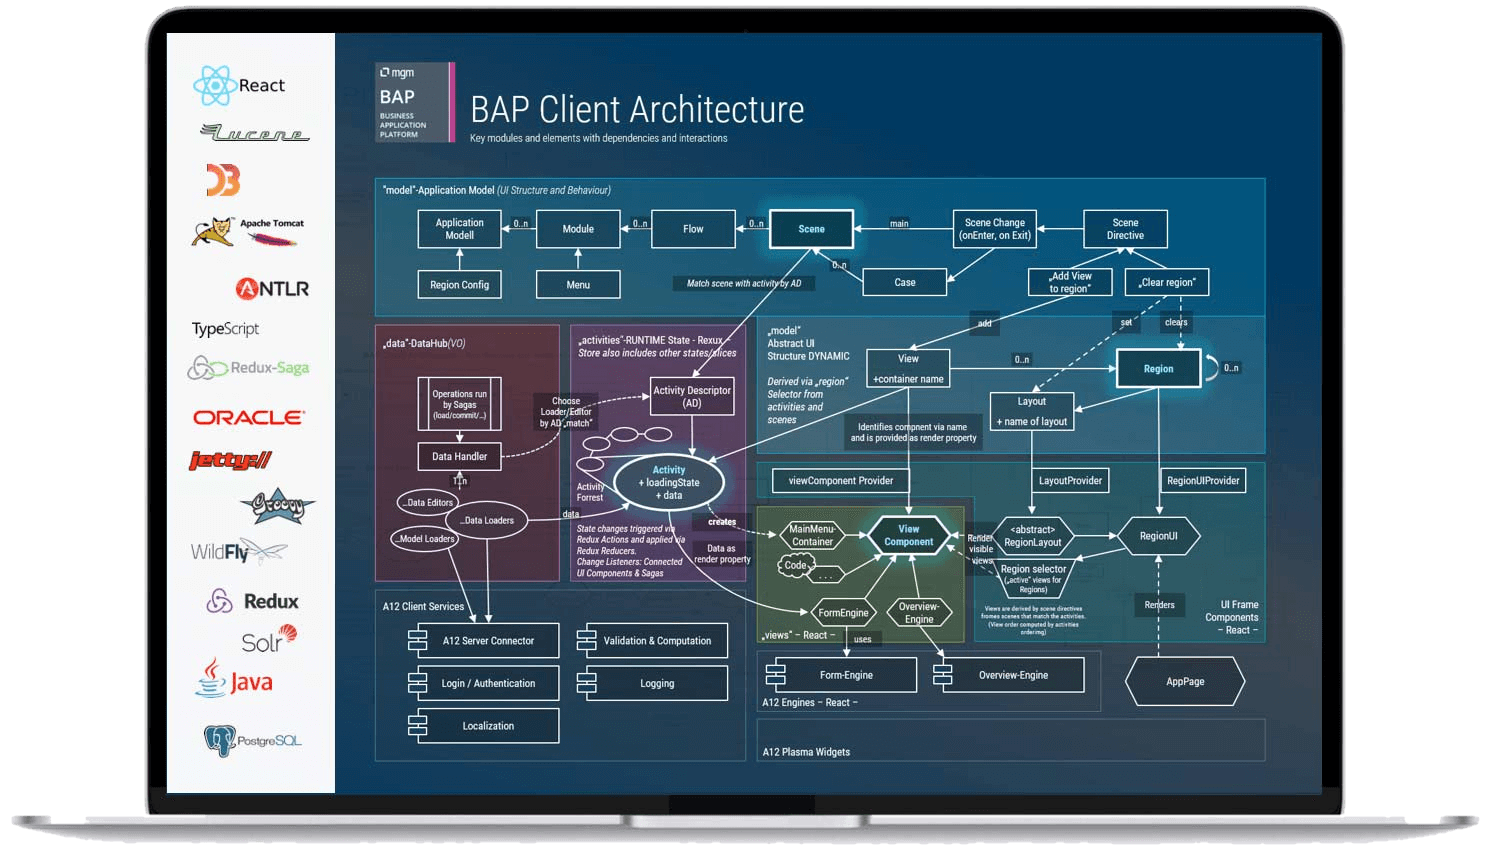 React
Lucene
D3
Apache Tomcat
ANTLR
TypeScript
Redux-Saga
ORACLE
jetty://
Groovy
WildFly
Redux
Solr
Java
PostgreSQL
mgm
BAP
BUSINESS
APPLICATION
PLATFORM
BAP Client Architecture
Key modules and elements with dependencies and interactions
"model"-Application Model (UI Structure and Behaviour)
Application
Modell
0..n
Module
0..n
Flow
0..n
Scene
main
Scene Change
(onEnter, on Exit)
Scene
Directive
Region Config
Menu
Match scene with activity by AD
0..n
Case
„Add View
to region"
„Clear region"
„data"-DataHub(VO)
Operations run
by Sagas
(load/commit/...)
Data Handler
1..n
...Data Editors
...Data Loaders
...Model Loaders
„activities"-RUNTIME State - Rexux -
Store also includes other states/slices
Choose
Loader/Editor
by AD „match"
Activity Descriptor
(AD)
Activity
+ loadingState
+ data
Activity
Forrest
data
State changes triggered via
Redux Actions and applied via
Redux Reducers.
Change Listeners: Connected
UI Components & Sagas
creates
Data as
render property
„model"
Abstract UI
Structure DYNAMIC
Derived via „region"
Selector from
activities and
scenes
add
set
clears
View
+container name
0..n
Region
0..n
Layout
+ name of layout
Identifies compnent via name
and is provided as render property
viewComponent Provider
LayoutProvider
RegionUIProvider
MainMenu-
Container
View
Component
Code
...
FormEngine
Overview-
Engine
„views" – React –
uses
Render
visible
views
<abstract>
RegionLayout
RegionUI
Region selector
(„active" views for
Regions)
Views are derived by scene directives
fromes scenes that match the activities.
(View order computed by activities
ordering)
Renders
UI Frame
Components
– React –
A12 Client Services
A12 Server Connector
Validation & Computation
Login / Authentication
Logging
Localization
Form-Engine
Overview-Engine
A12 Engines – React –
AppPage
A12 Plasma Widgets